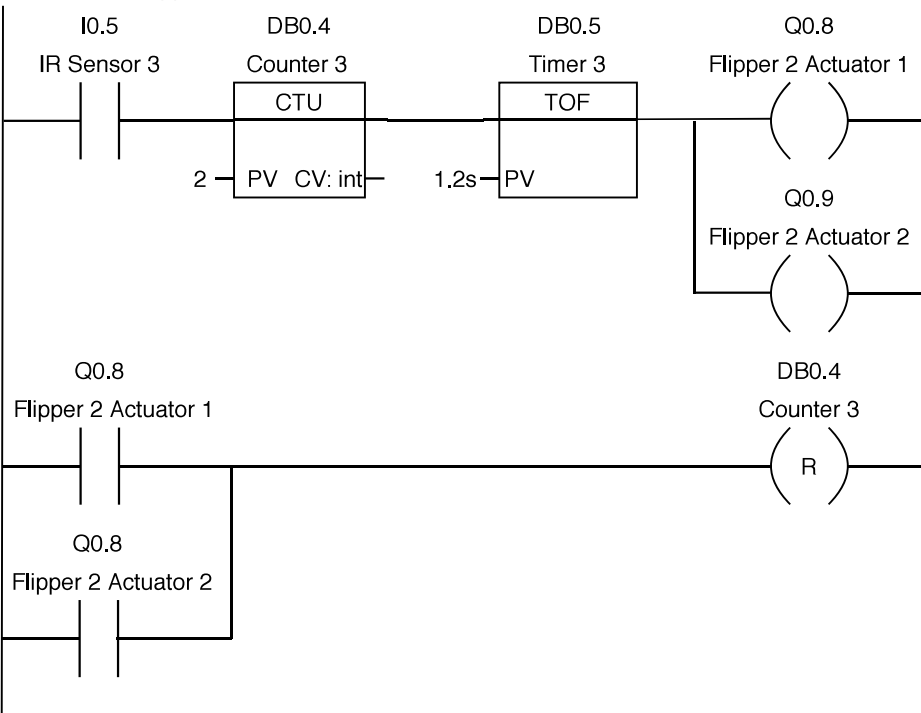 I0.5
DB0.4
DB0.5
Q0.8
IR Sensor 3
Counter 3
Timer 3
Flipper 2 Actuator 1
CTU
TOF
2
PV
CV: int
1.2s
PV
Q0.9
Flipper 2 Actuator 2
Q0.8
DB0.4
Flipper 2 Actuator 1
Counter 3
R
Q0.8
Flipper 2 Actuator 2